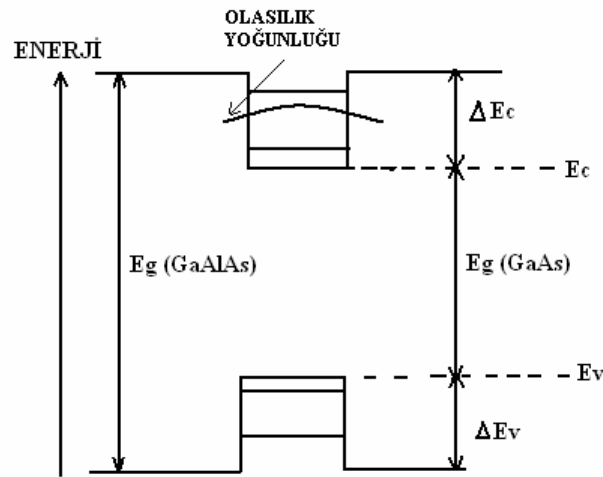 OLASILIK
YOĞUNLUĞU
ENERJİ
ΔEc
Ec
Eg (GaAlAs)
Eg (GaAs)
Ev
ΔEv